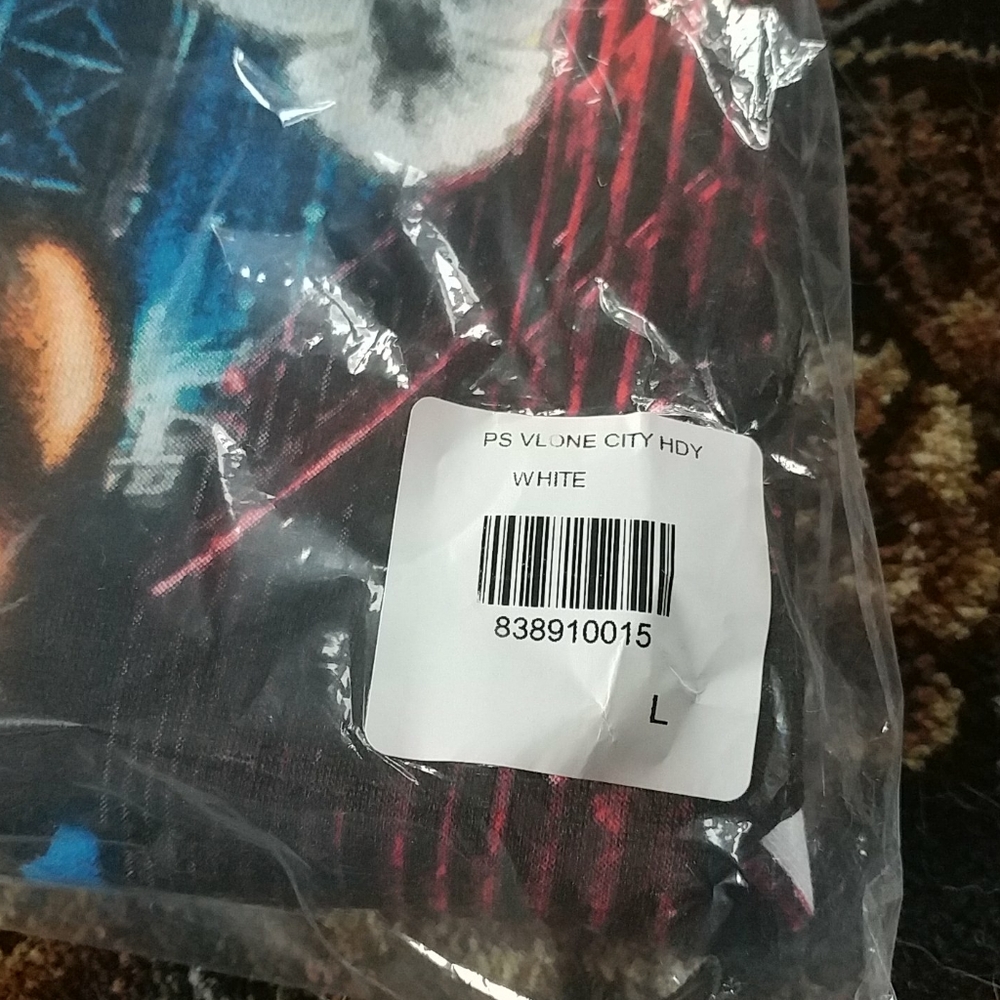 PS VLONE CITY HDY
WHITE
838910015
L